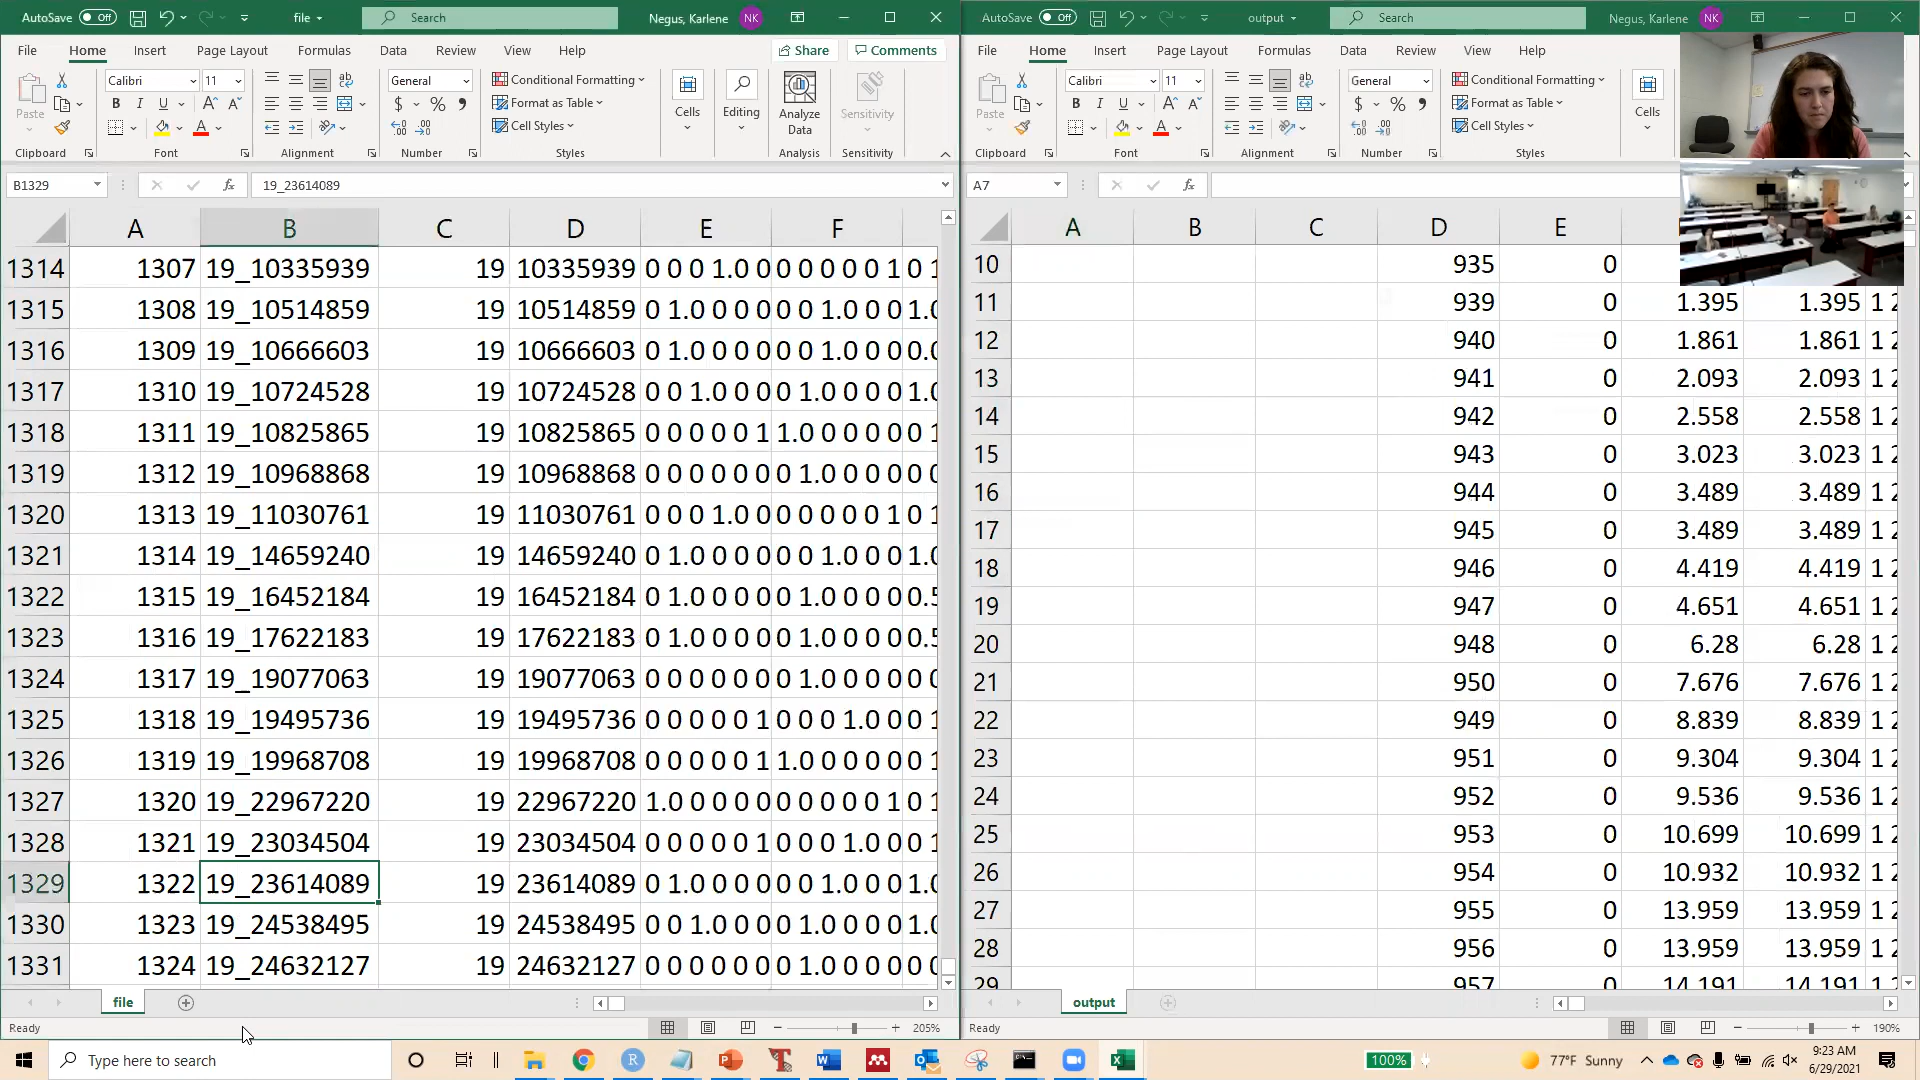 AutoSave Off file Search Negus, Karlene NK
File Home Insert Page Layout Formulas Data Review View Help Share Comments
Paste Calibri 11 General Conditional Formatting
Format as Table
Cell Styles
Cells Editing Analyze Data Sensitivity
Clipboard Font Alignment Number Styles Analysis Sensitivity
B1329 fx 19_23614089
A B C D E F
1314 1307 19_10335939 19 10335939 0 0 0 1.0 0 0 0 0 0 0 1 0 1
1315 1308 19_10514859 19 10514859 0 1.0 0 0 0 0 1.0 0 0 1.0
1316 1309 19_10666603 19 10666603 0 1.0 0 0 0 0 1.0 0 0 0.0
1317 1310 19_10724528 19 10724528 0 0 1.0 0 0 0 1.0 0 0 1.0
1318 1311 19_10825865 19 10825865 0 0 0 0 0 1 1.0 0 0 0 0 0 1
1319 1312 19_10968868 19 10968868 0 0 0 0 0 0 0 1.0 0 0 0 0
1320 1313 19_11030761 19 11030761 0 0 0 1.0 0 0 0 0 0 0 1 0 1
1321 1314 19_14659240 19 14659240 0 1.0 0 0 0 0 1.0 0 0 1.0
1322 1315 19_16452184 19 16452184 0 1.0 0 0 0 1.0 0 0 0 0.5
1323 1316 19_17622183 19 17622183 0 1.0 0 0 0 1.0 0 0 0 0.5
1324 1317 19_19077063 19 19077063 0 0 0 0 0 0 0 1.0 0 0 0 0
1325 1318 19_19495736 19 19495736 0 0 0 0 0 1 0 0 0 1.0 0 0 1
1326 1319 19_19968708 19 19968708 0 0 0 0 0 1 1.0 0 0 0 0 0 1
1327 1320 19_22967220 19 22967220 1.0 0 0 0 0 0 0 0 0 0 1 0 1
1328 1321 19_23034504 19 23034504 0 0 0 0 0 1 0 0 0 1.0 0 0 1
1329 1322 19_23614089 19 23614089 0 1.0 0 0 0 0 1.0 0 0 1.0
1330 1323 19_24538495 19 24538495 0 0 1.0 0 0 0 1.0 0 0 1.0
1331 1324 19_24632127 19 24632127 0 0 0 0 0 0 0 1.0 0 0 0 0
file
Ready 205%
AutoSave Off output Search Negus, Karlene NK
File Home Insert Page Layout Formulas Data Review View Help
Paste Calibri 11 General Conditional Formatting
Format as Table
Cell Styles
Cells
Clipboard Font Alignment Number Styles
A7 fx
A B C D E
10 935 0
11 939 0 1.395 1.395 1 2
12 940 0 1.861 1.861 1 2
13 941 0 2.093 2.093 1 2
14 942 0 2.558 2.558 1 2
15 943 0 3.023 3.023 1 2
16 944 0 3.489 3.489 1 2
17 945 0 3.489 3.489 1 2
18 946 0 4.419 4.419 1 2
19 947 0 4.651 4.651 1 2
20 948 0 6.28 6.28 1 2
21 950 0 7.676 7.676 1 2
22 949 0 8.839 8.839 1 2
23 951 0 9.304 9.304 1 2
24 952 0 9.536 9.536 1 2
25 953 0 10.699 10.699 1 2
26 954 0 10.932 10.932 1 2
27 955 0 13.959 13.959 1 2
28 956 0 13.959 13.959 1 2
29 957 0 14.191 14.191 1 2
output
Ready 190%
Type here to search 100% 77°F Sunny 9:23 AM
6/29/2021